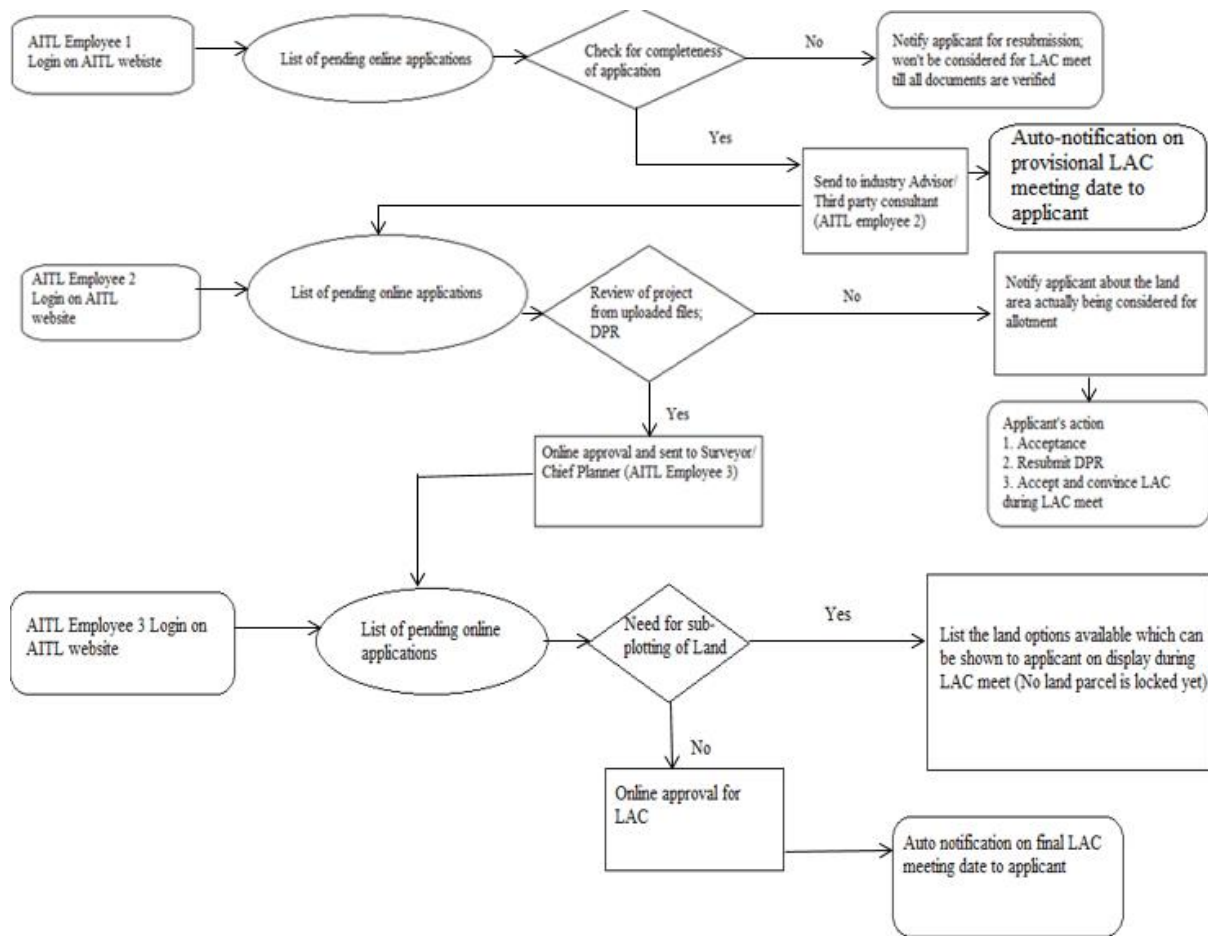 AITL Employee 1
Login on AITL webiste
List of pending online applications
Check for completeness
of application
No
Notify applicant for resubmission;
won't be considered for LAC meet
till all documents are verified
Yes
Send to industry Advisor/
Third party consultant
(AITL employee 2)
Auto-notification on
provisional LAC
meeting date to
applicant
AITL Employee 2
Login on AITL
website
List of pending online applications
Review of project
from uploaded files;
DPR
No
Notify applicant about the land
area actually being considered for
allotment
Yes
Applicant's action
1. Acceptance
2. Resubmit DPR
3. Accept and convince LAC
during LAC meet
Online approval and sent to Surveyor/
Chief Planner (AITL Employee 3)
AITL Employee 3 Login on
AITL website
List of pending online
applications
Need for sub-
plotting of Land
Yes
List the land options available which can
be shown to applicant on display during
LAC meet (No land parcel is locked yet)
No
Online approval for
LAC
Auto notification on final LAC
meeting date to applicant